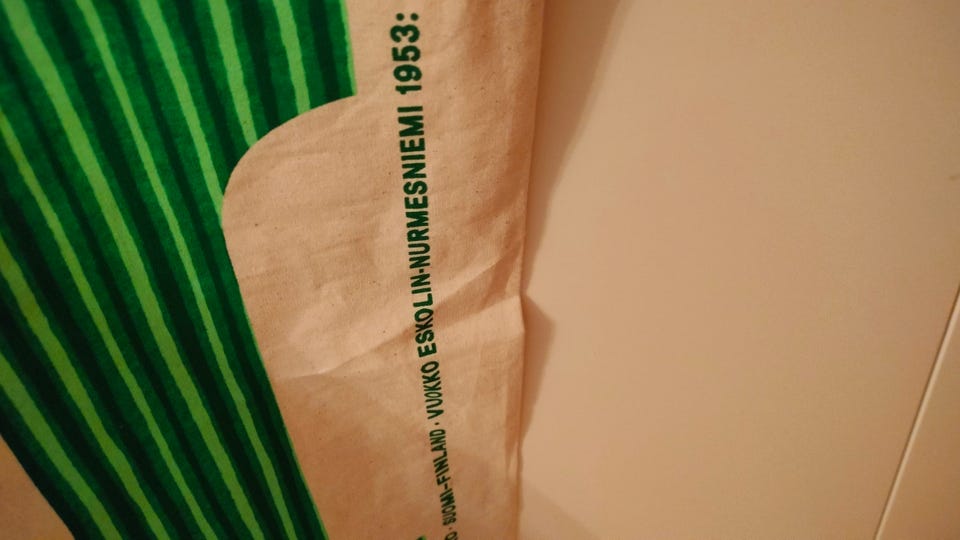 · SUOMI-FINLAND · VUOKKO ESKOLIN-NURMESNIEMI 1953: